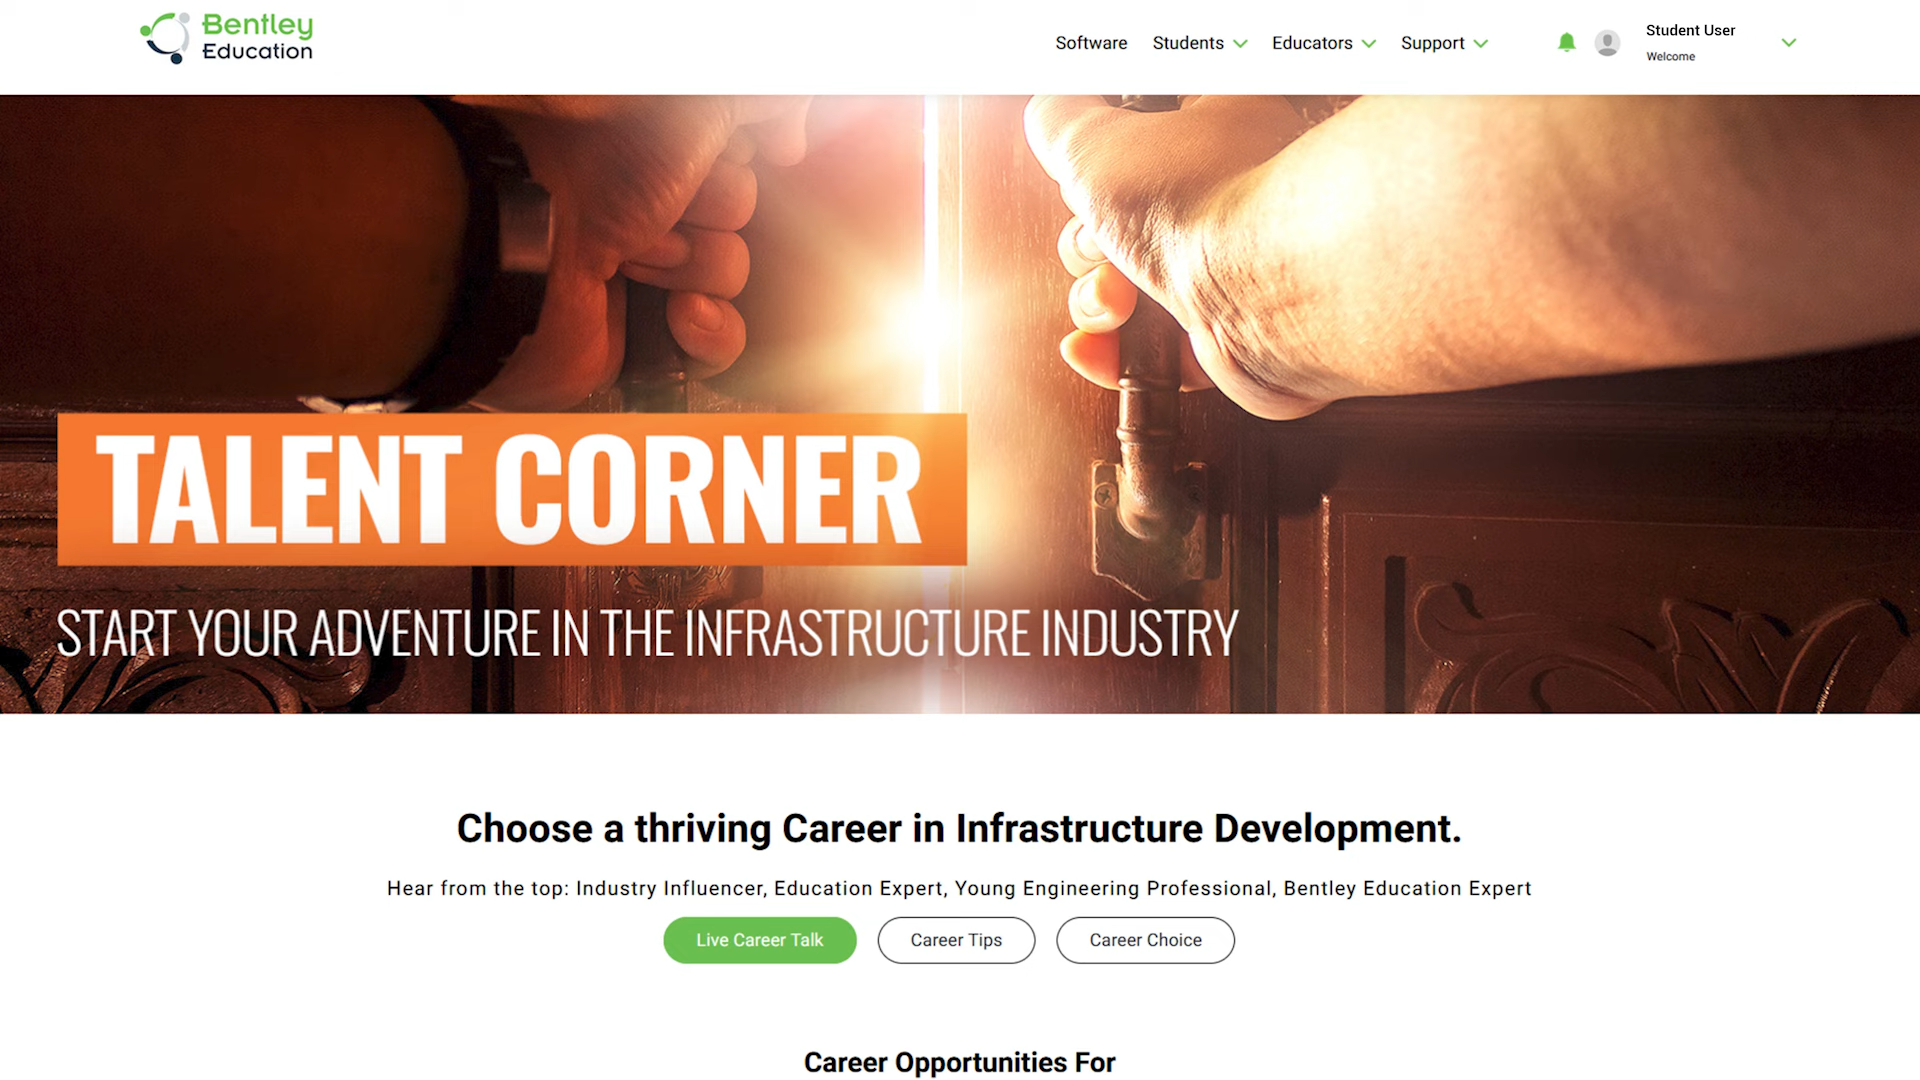 Bentley
Education
Software Students Educators Support
Student User
Welcome
TALENT CORNER
START YOUR ADVENTURE IN THE INFRASTRUCTURE INDUSTRY
Choose a thriving Career in Infrastructure Development.
Hear from the top: Industry Influencer, Education Expert, Young Engineering Professional, Bentley Education Expert
Live Career Talk Career Tips Career Choice
Career Opportunities For